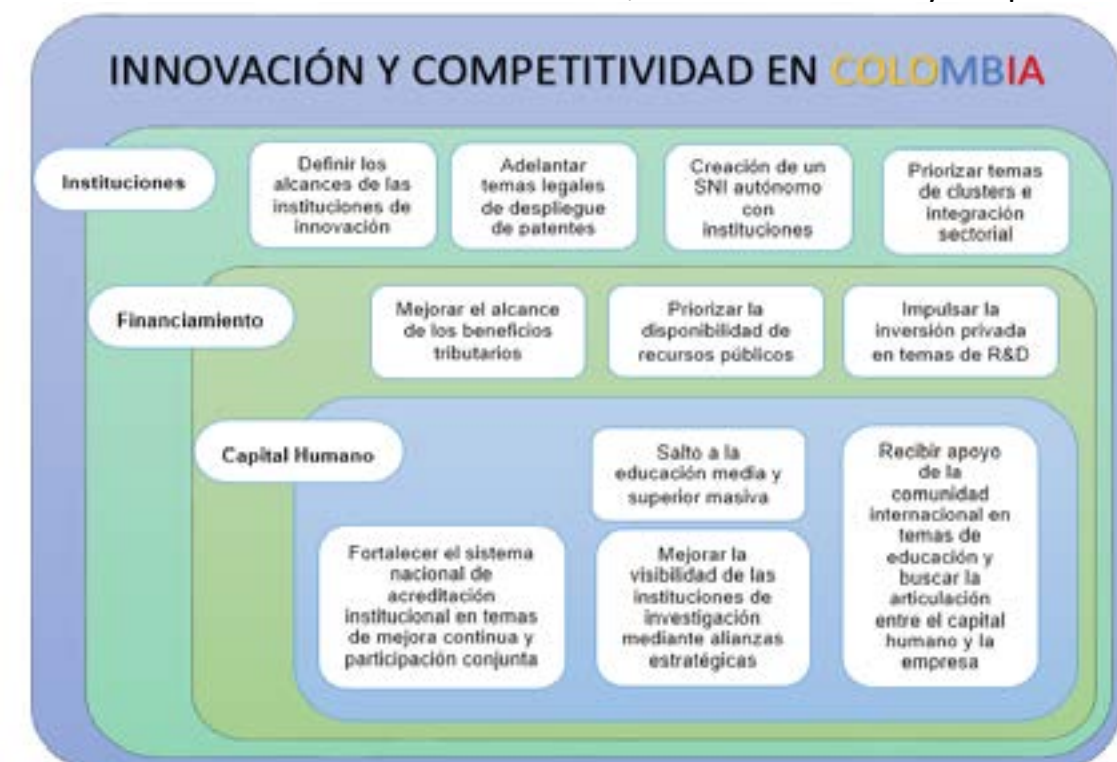 INNOVACIÓN Y COMPETITIVIDAD EN COLOMBIA
Instituciones
Definir los
alcances de las
instituciones de
innovación
Adelantar
temas legales
de despliegue
de patentes
Creación de un
SNI autónomo
con
instituciones
Priorizar temas
de clusters e
integración
sectorial
Financiamiento
Mejorar el alcance
de los beneficios
tributarios
Priorizar la
disponibilidad de
recursos públicos
Impulsar la
inversión privada
en temas de R&D
Capital Humano
Salto a la
educación media y
superior masiva
Fortalecer el sistema
nacional de
acreditación
institucional en temas
de mejora continua y
participación conjunta
Mejorar la
visibilidad de las
instituciones de
investigación
mediante alianzas
estratégicas
Recibir apoyo
de la
comunidad
internacional en
temas de
educación y
buscar la
articulación
entre el capital
humano y la
empresa